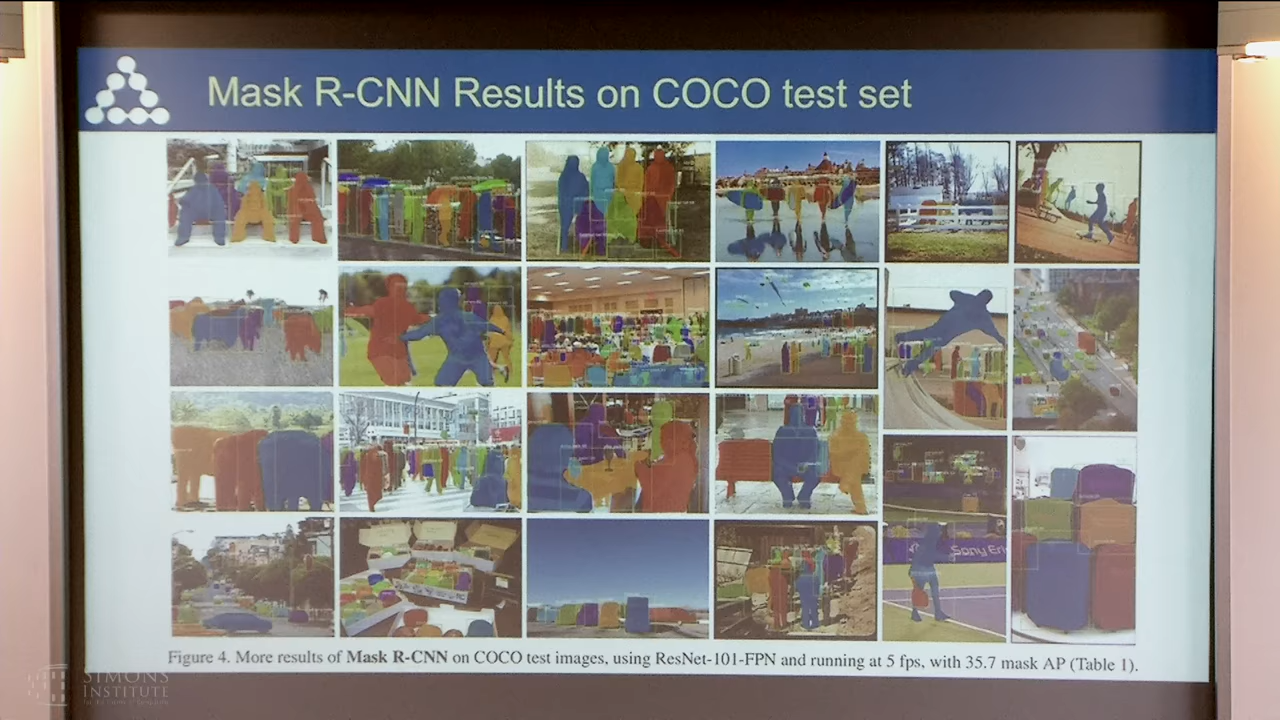 Mask R-CNN Results on COCO test set
Sony Eri
Figure 4. More results of Mask R-CNN on COCO test images, using ResNet-101-FPN and running at 5 fps, with 35.7 mask AP (Table 1).
SIMONS
INSTITUTE